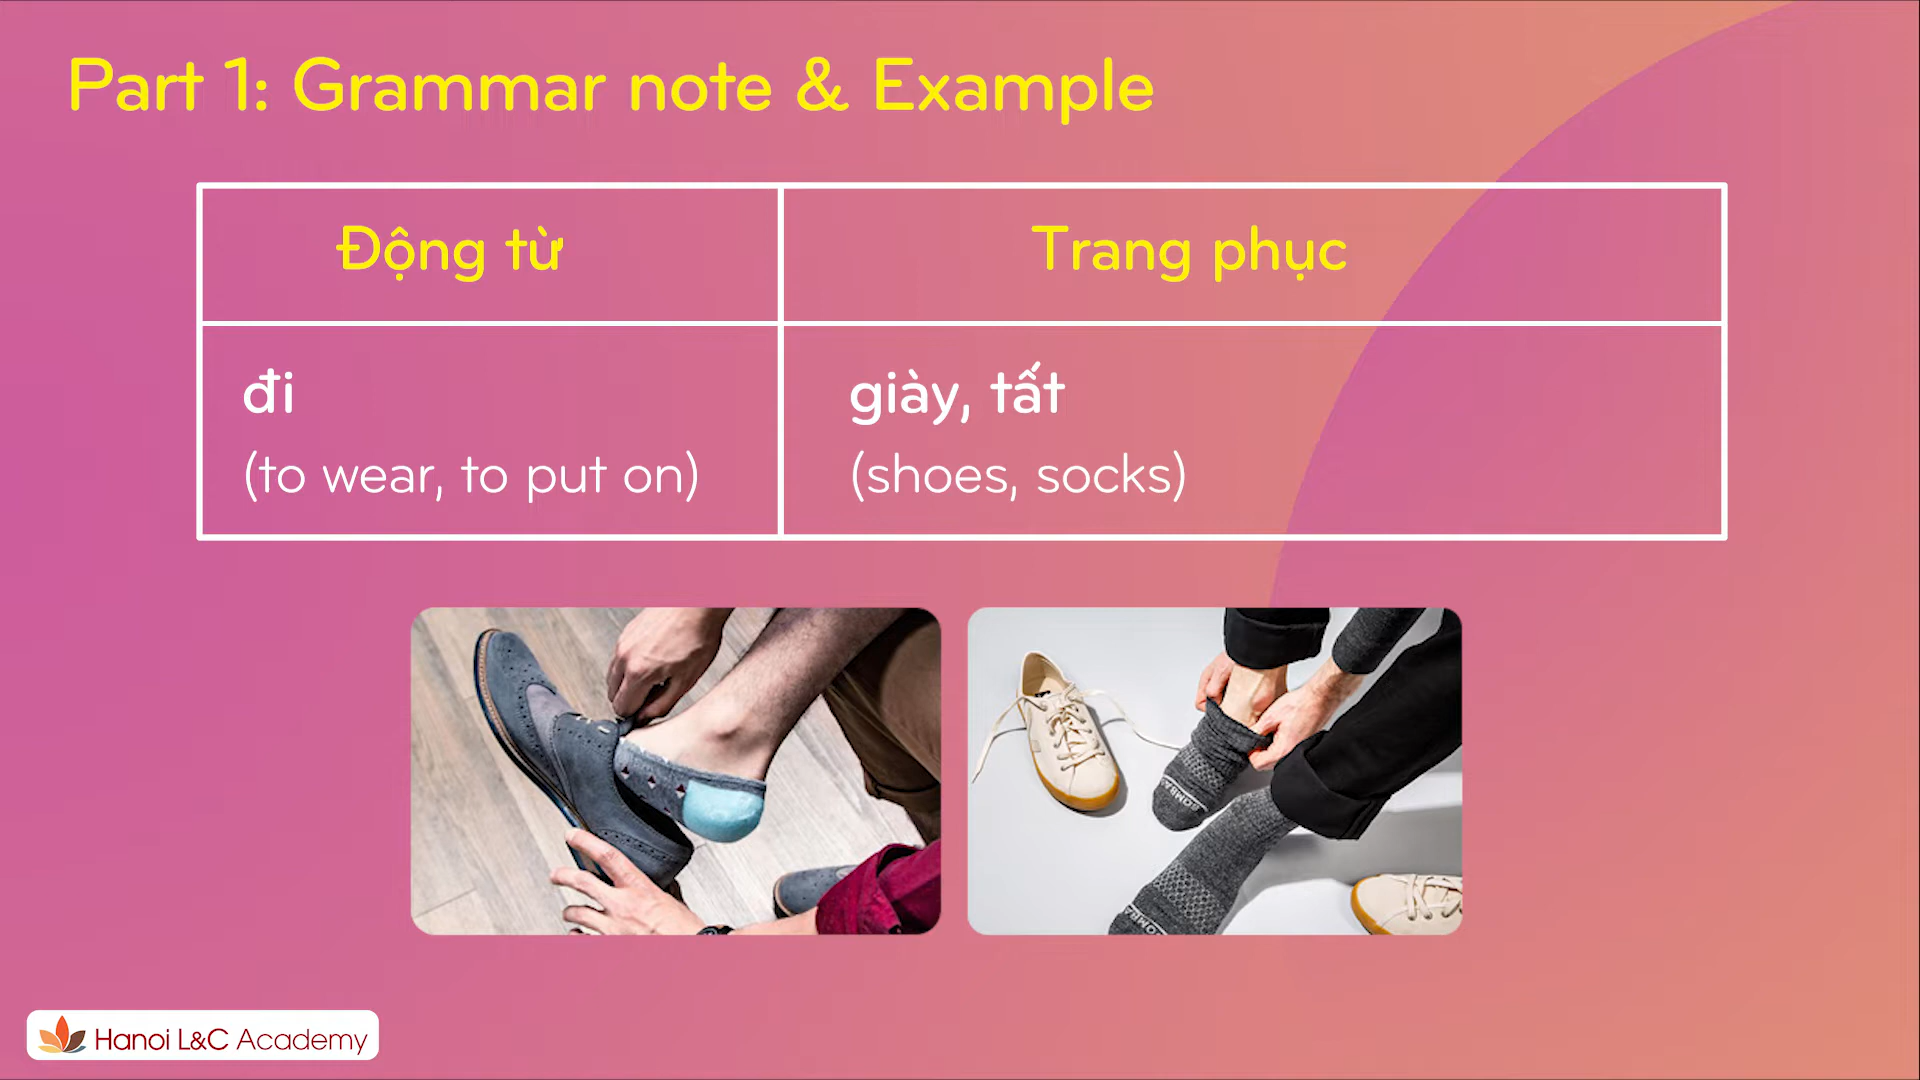 Part 1: Grammar note & Example
Động từ
Trang phục
đi
(to wear, to put on)
giày, tất
(shoes, socks)
BOMBAS
Hanoi L&C Academy